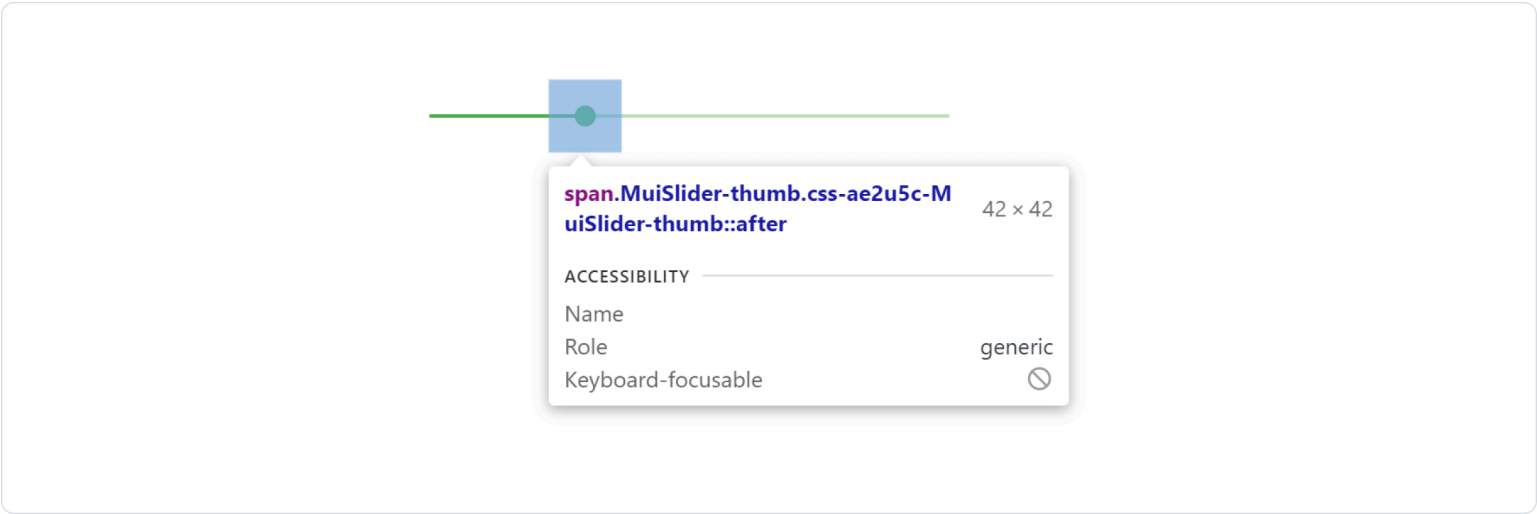 span.MuiSlider-thumb.css-ae2u5c-M
uiSlider-thumb::after
42 × 42
ACCESSIBILITY
Name
Role generic
Keyboard-focusable